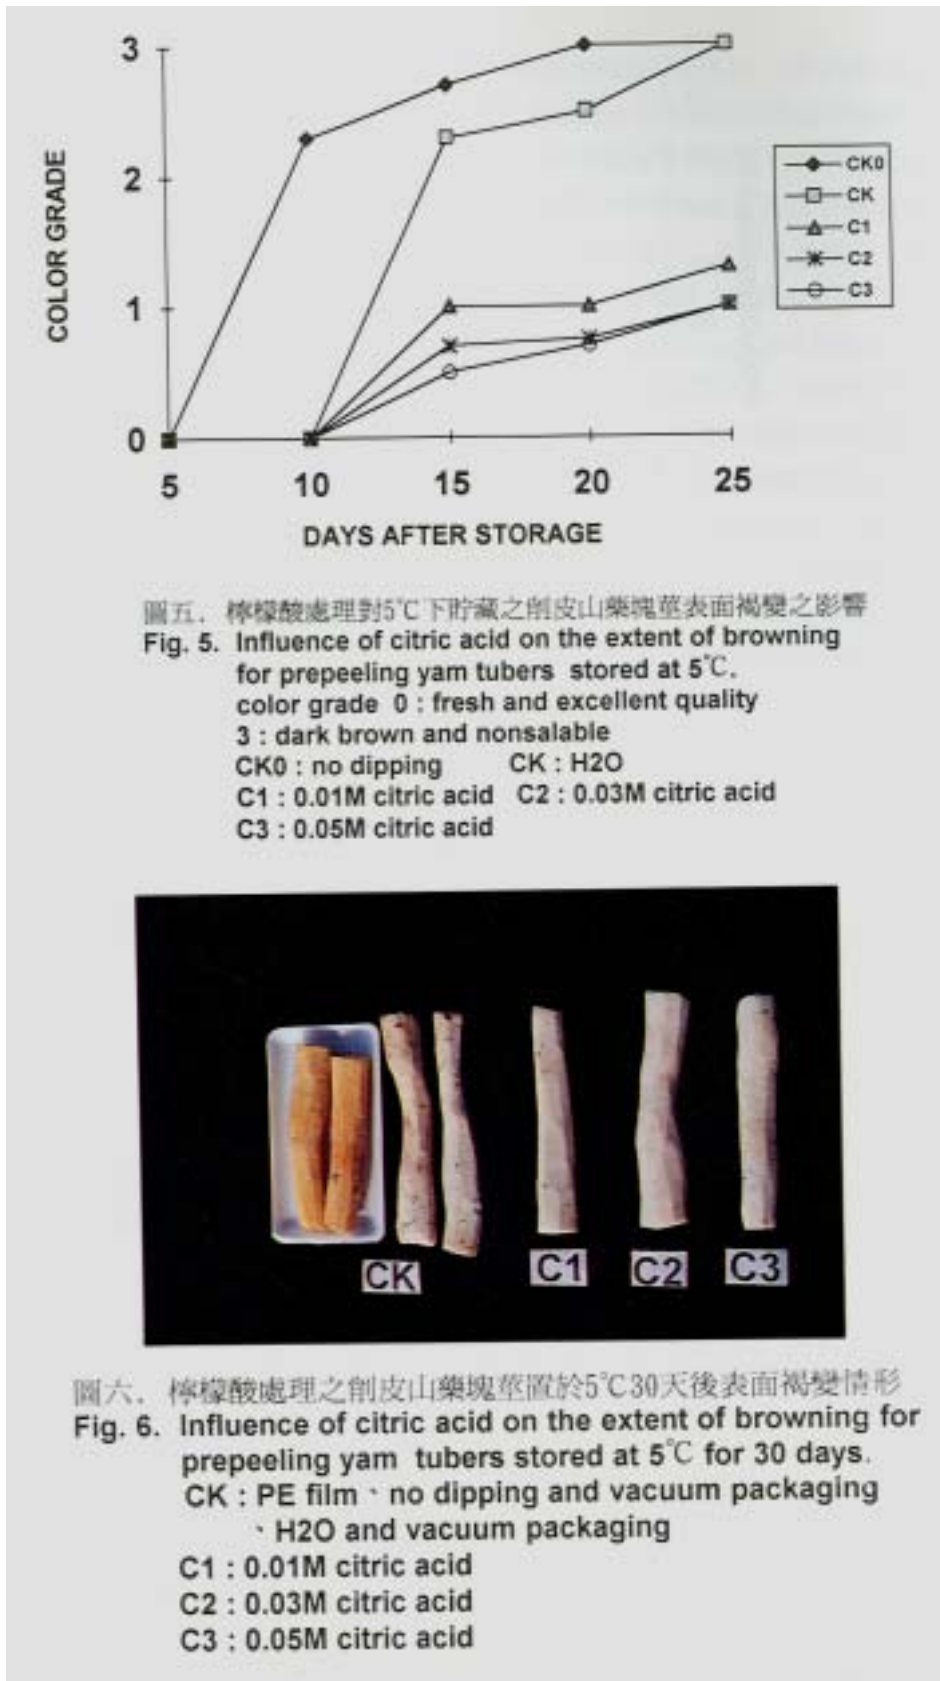 3
2
1
0
COLOR GRADE
CK0
CK
C1
C2
C3
5 10 15 20 25
DAYS AFTER STORAGE
圖五． 檸檬酸處理對5℃下貯藏之削皮山藥塊莖表面褐變之影響
Fig. 5. Influence of citric acid on the extent of browning
for prepeeling yam tubers stored at 5℃.
color grade 0 : fresh and excellent quality
3 : dark brown and nonsalable
CK0 : no dipping CK : H2O
C1 : 0.01M citric acid C2 : 0.03M citric acid
C3 : 0.05M citric acid
CK C1 C2 C3
圖六． 檸檬酸處理之削皮山藥塊莖置於5℃30天後表面褐變情形
Fig. 6. Influence of citric acid on the extent of browning for
prepeeling yam tubers stored at 5℃ for 30 days.
CK : PE film、no dipping and vacuum packaging
、H2O and vacuum packaging
C1 : 0.01M citric acid
C2 : 0.03M citric acid
C3 : 0.05M citric acid